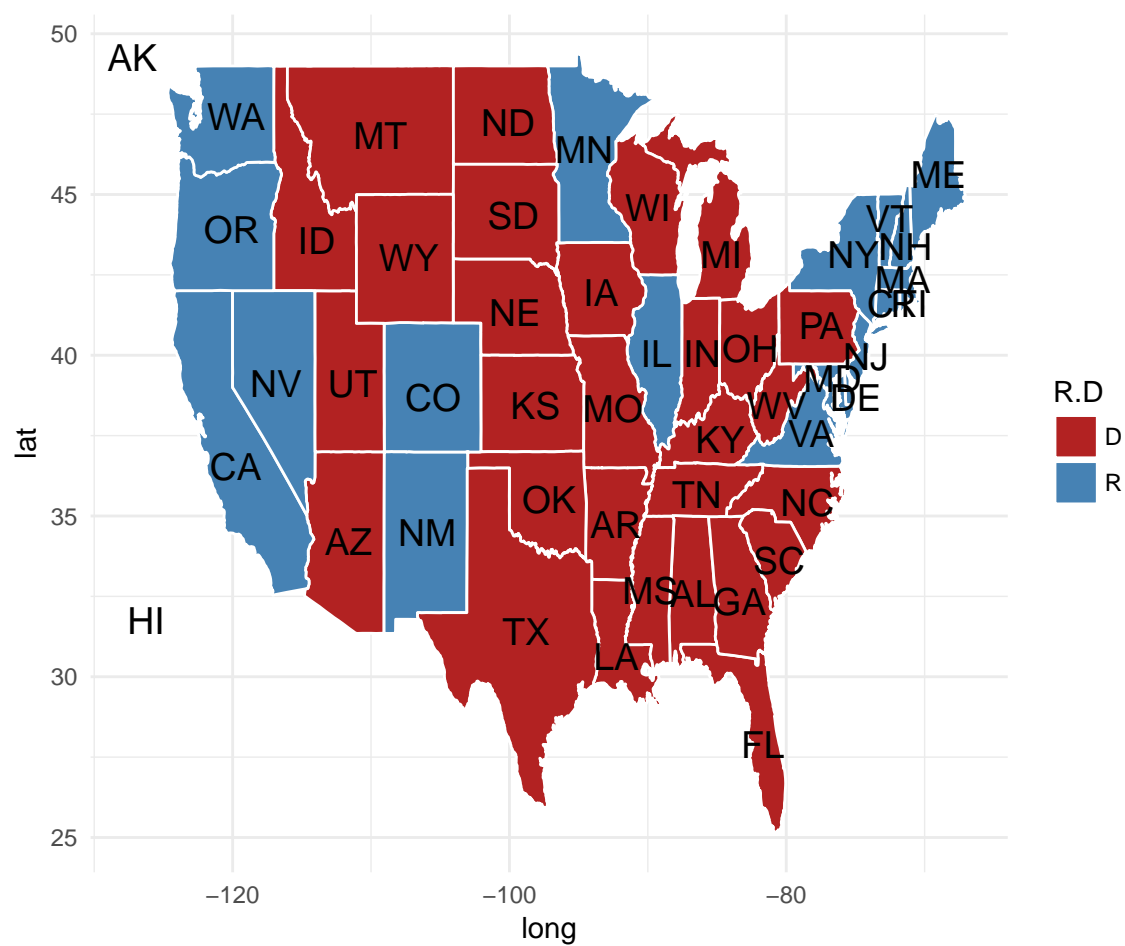 50
AK
WA
MT
ND
MN
ME
45
OR
ID
WY
SD
WI
MI
VT
NY
NH
MA
CT
RI
IA
NE
PA
40
NV
UT
CO
KS
MO
IL
IN
OH
NJ
MD
DE
WV
VA
KY
lat
R.D
D
R
CA
AZ
NM
OK
AR
TN
NC
35
SC
MS
AL
GA
HI
TX
LA
30
FL
25
−120
−100
−80
long